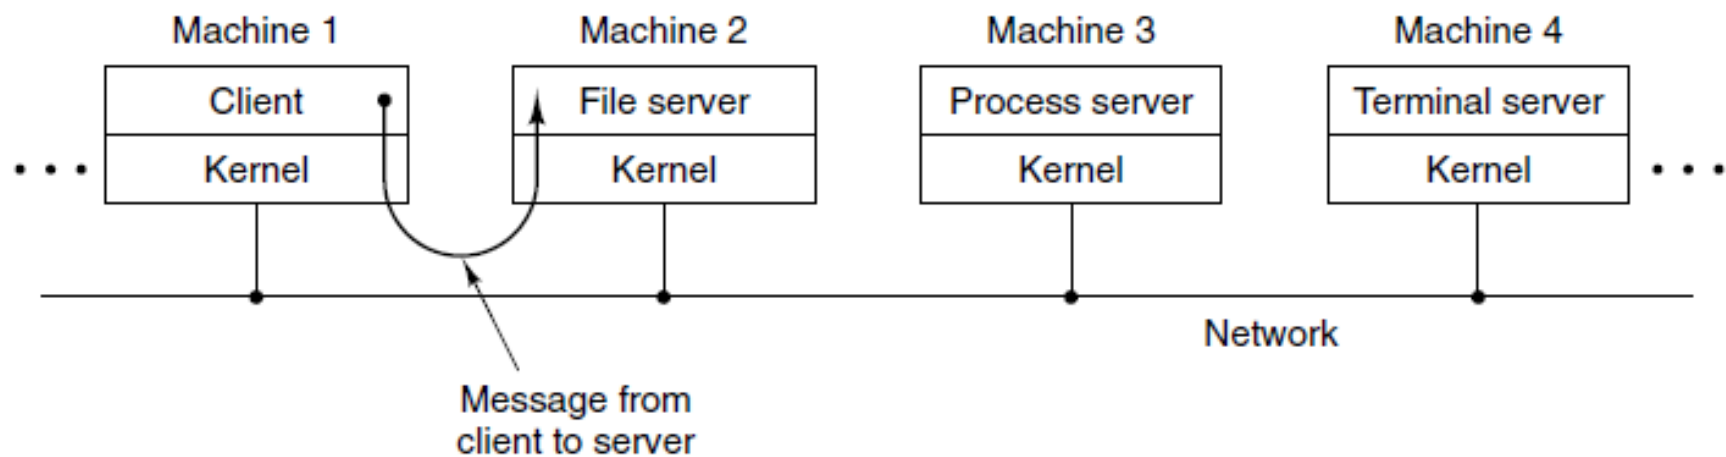 Machine 1
Machine 2
Machine 3
Machine 4
Client
File server
Process server
Terminal server
Kernel
Kernel
Kernel
Kernel
Network
Message from
client to server